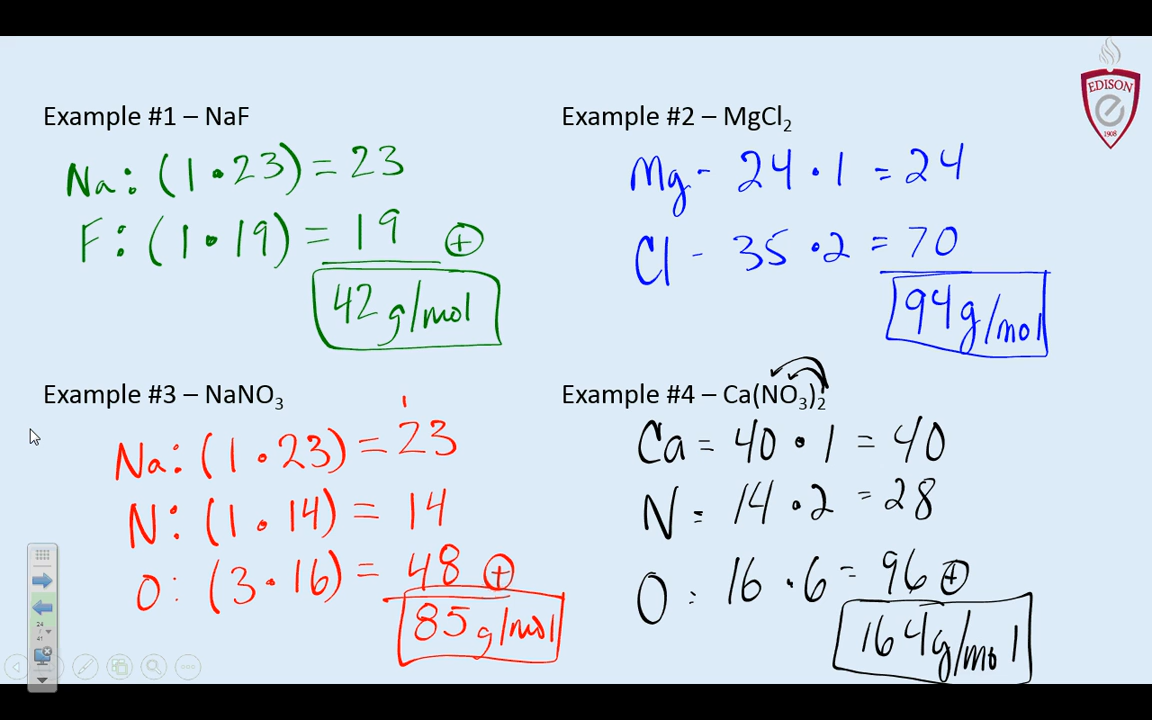 EDISON
e
1908
Example #1 – NaF
Na: (1 • 23) = 23
F: (1 • 19) = 19 +
42 g/mol
Example #2 – MgCl₂
Mg - 24 • 1 = 24
Cl - 35 • 2 = 70
94 g/mol
Example #3 – NaNO₃
1
Na: (1 • 23) = 23
N: (1 • 14) = 14
O: (3 • 16) = 48 +
85 g/mol
Example #4 – Ca(NO₃)₂
Ca = 40 • 1 = 40
N = 14 • 2 = 28
O = 16 • 6 = 96 +
164 g/mol
24
/
41